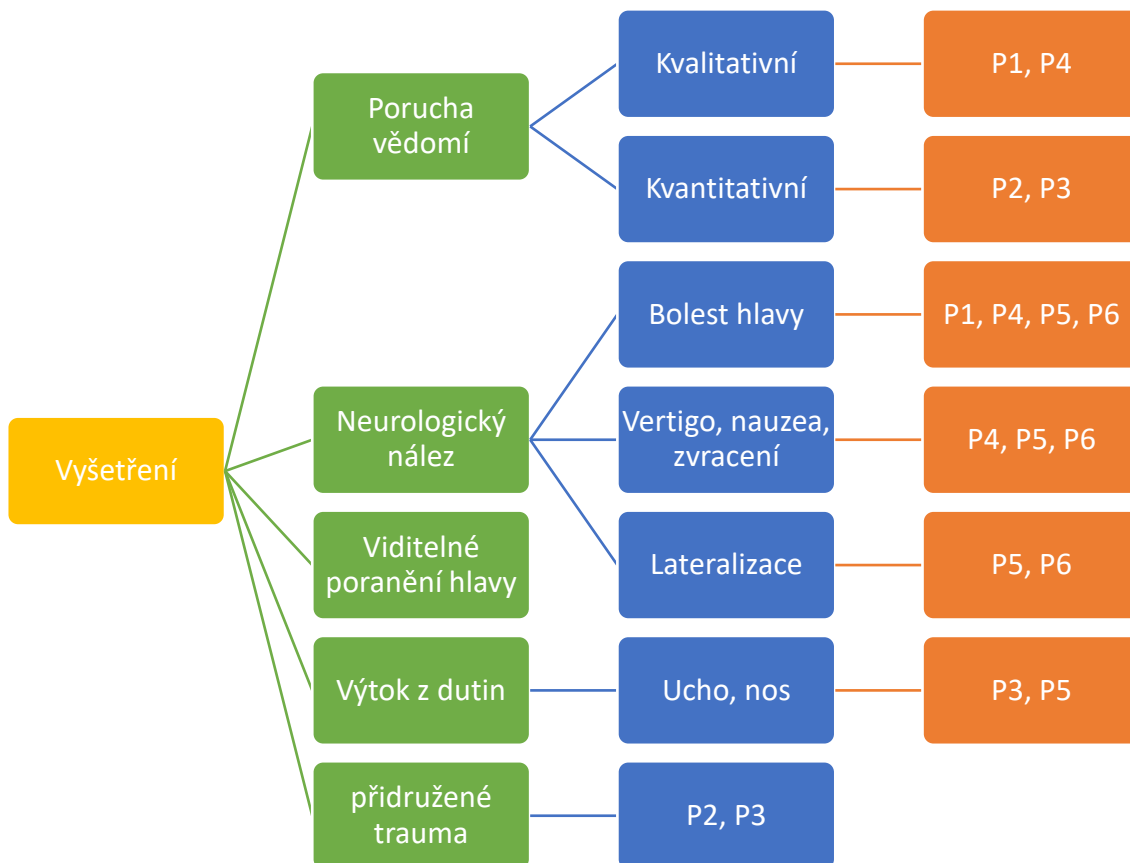 Vyšetření
Porucha
vědomí
Kvalitativní
P1, P4
Kvantitativní
P2, P3
Neurologický
nález
Bolest hlavy
P1, P4, P5, P6
Vertigo, nauzea,
zvracení
P4, P5, P6
Lateralizace
P5, P6
Viditelné
poranění hlavy
Výtok z dutin
Ucho, nos
P3, P5
přidružené
trauma
P2, P3